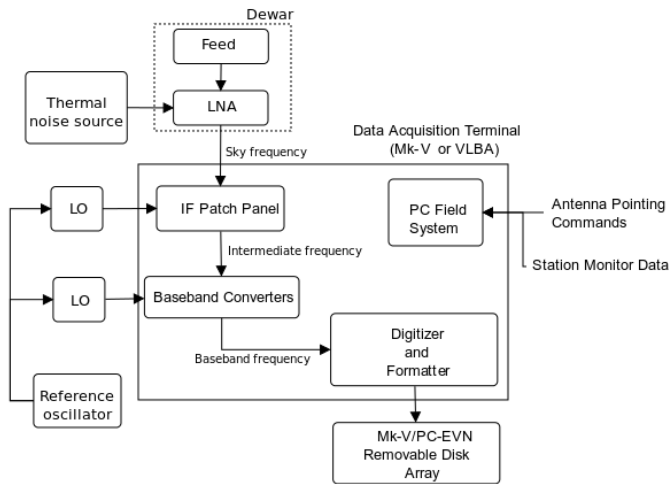 Dewar
Feed
Thermal
noise source
LNA
Sky frequency
Data Acquisition Terminal
(Mk-V or VLBA)
LO
IF Patch Panel
PC Field
System
Antenna Pointing
Commands
Intermediate frequency
Station Monitor Data
LO
Baseband Converters
Baseband frequency
Digitizer
and
Formatter
Reference
oscillator
Mk-V/PC-EVN
Removable Disk
Array